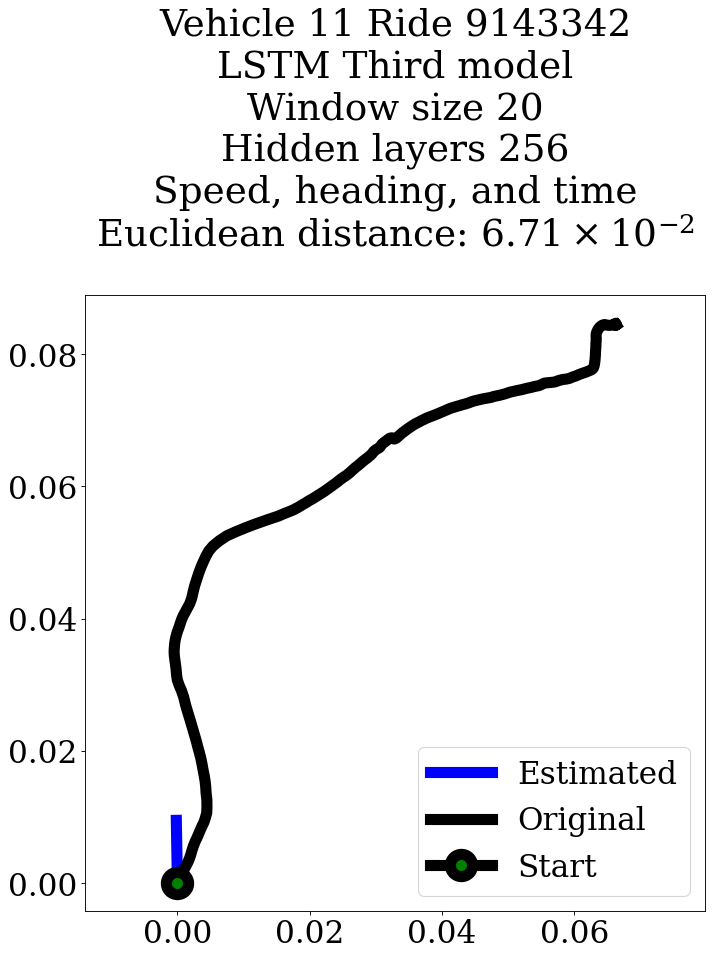 Vehicle 11 Ride 9143342
LSTM Third model
Window size 20
Hidden layers 256
Speed, heading, and time
Euclidean distance: 6.71 × 10⁻²
0.08
0.06
0.04
0.02
0.00
Estimated
Original
Start
0.00 0.02 0.04 0.06